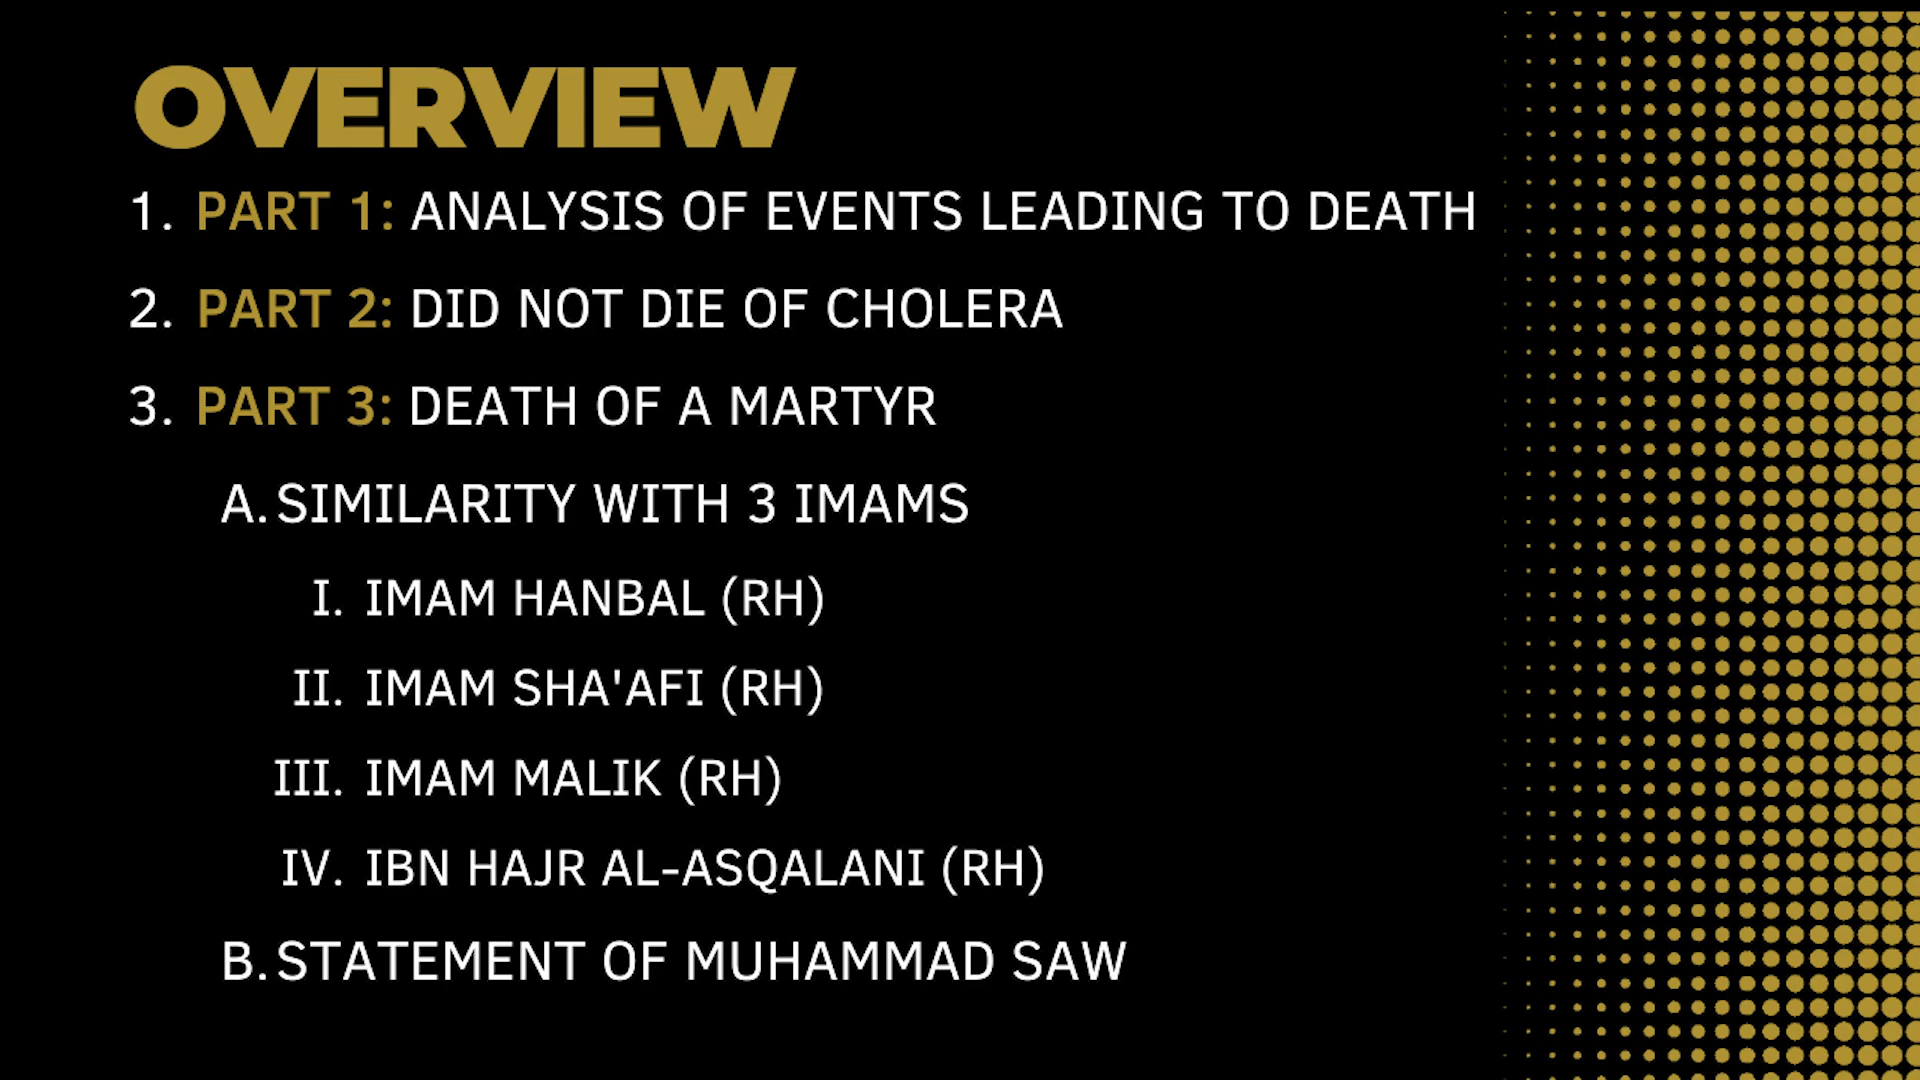 OVERVIEW
1. PART 1: ANALYSIS OF EVENTS LEADING TO DEATH
2. PART 2: DID NOT DIE OF CHOLERA
3. PART 3: DEATH OF A MARTYR
A. SIMILARITY WITH 3 IMAMS
I. IMAM HANBAL (RH)
II. IMAM SHA'AFI (RH)
III. IMAM MALIK (RH)
IV. IBN HAJR AL-ASQALANI (RH)
B. STATEMENT OF MUHAMMAD SAW